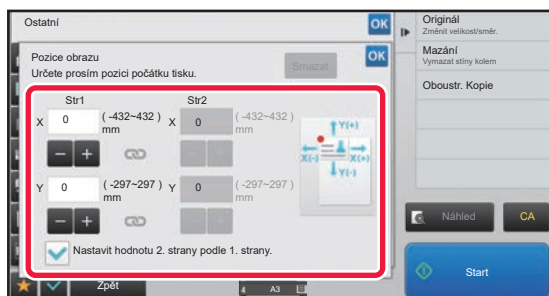 Ostatní
OK
Pozice obrazu
Určete prosím pozici počátku tisku.
Smazat
OK
Str1
Str2
X 0 ( -432~432 ) mm X 0 ( -432~432 ) mm
Y(+)
X(-) X(+)
Y(-)
Y 0 ( -297~297 ) mm Y 0 ( -297~297 ) mm
Nastavit hodnotu 2. strany podle 1. strany.
Zpět
4 A3
Originál
Změnit velikost/směr.
Mazání
Vymazat stíny kolem
Oboustr. Kopie
Náhled
CA
Start